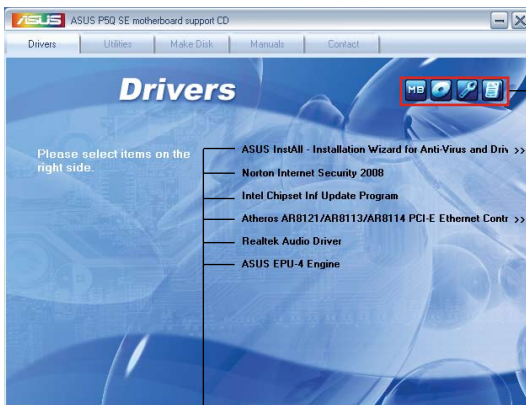 ASUS ASUS P5Q SE motherboard support CD
Drivers Utilities Make Disk Manuals Contact
Drivers
MB
Please select items on the
right side.
ASUS InstAll - Installation Wizard for Anti-Virus and Driv >>
Norton Internet Security 2008
Intel Chipset Inf Update Program
Atheros AR8121/AR8113/AR8114 PCI-E Ethernet Contr >>
Realtek Audio Driver
ASUS EPU-4 Engine